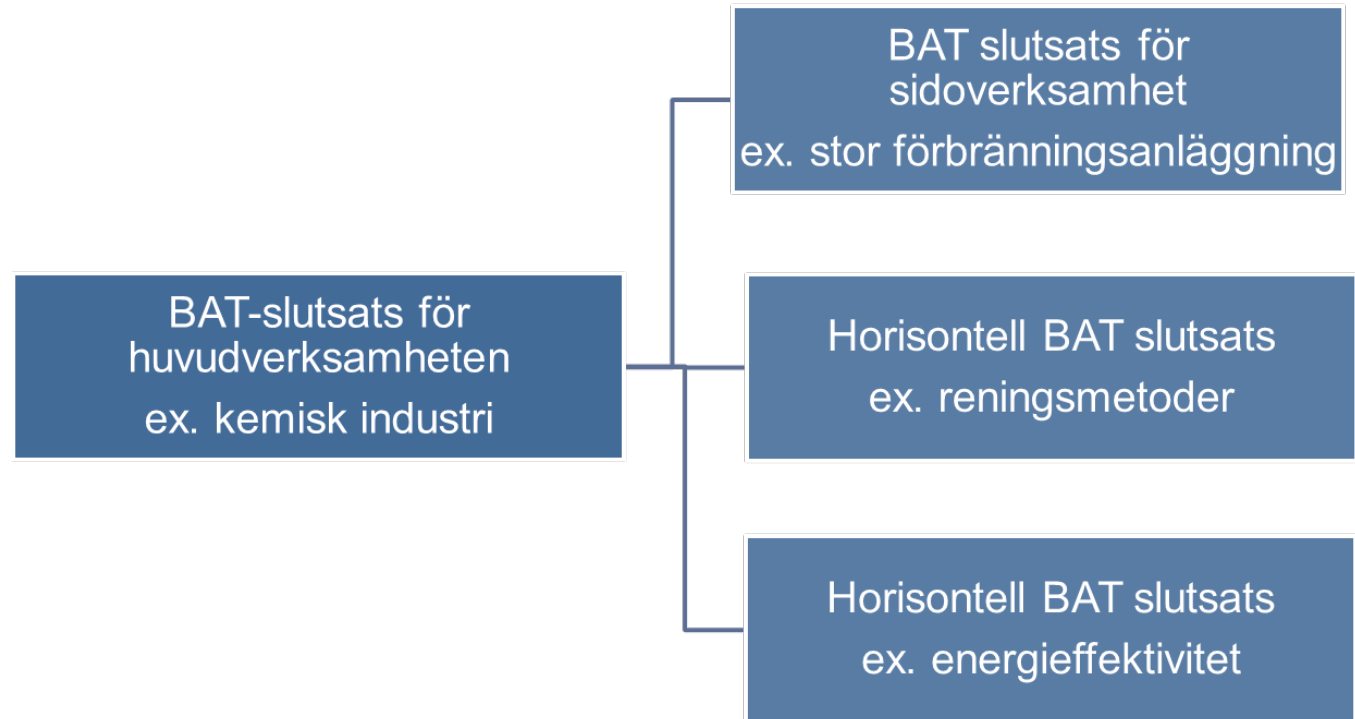 BAT slutsats för
sidoverksamhet
ex. stor förbränningsanläggning
BAT-slutsats för
huvudverksamheten
ex. kemisk industri
Horisontell BAT slutsats
ex. reningsmetoder
Horisontell BAT slutsats
ex. energieffektivitet